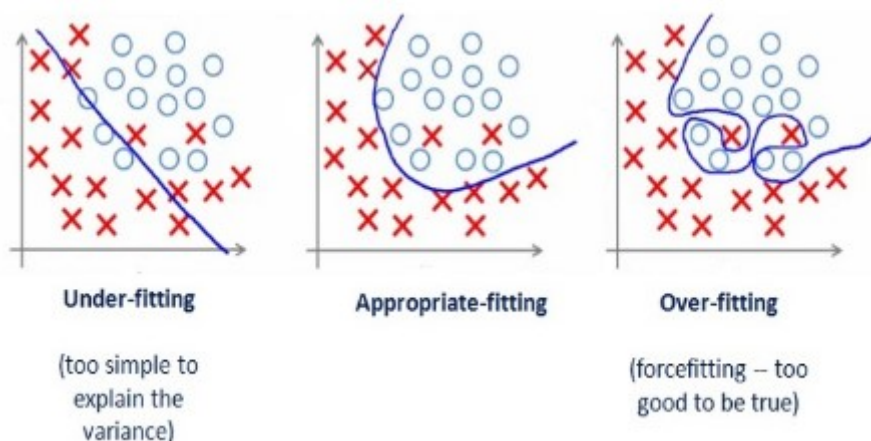 Under-fitting
Appropriate-fitting
Over-fitting
(too simple to
explain the
variance)
(forcefitting – too
good to be true)